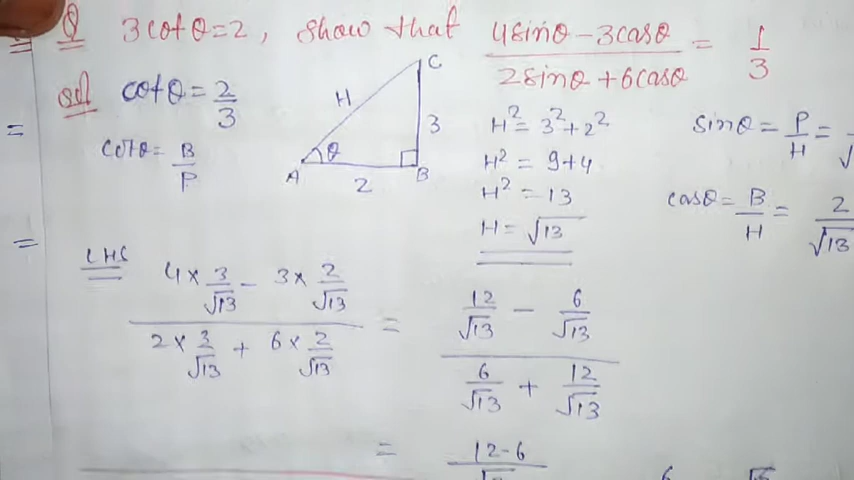 Q 3cotθ=2, show that (4sinθ-3cosθ)/(2sinθ+6cosθ) = 1/3
sol cotθ = 2/3
cotθ = B/P
H
C
θ
3
A
2
B
H² = 3²+2²
H² = 9+4
H² = 13
H = √13
sinθ = P/H =
cosθ = B/H = 2/√13
LHS
(4×3/√13 - 3×2/√13)/(2×3/√13 + 6×2/√13) = (12/√13 - 6/√13)/(6/√13 + 12/√13)
= 12-6